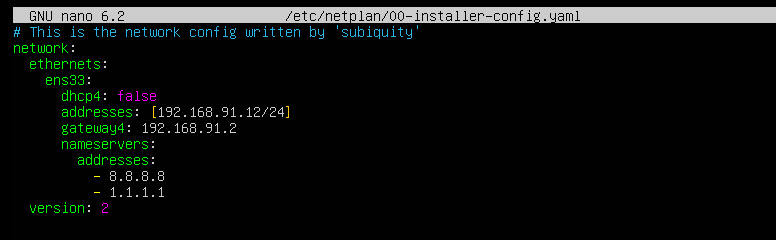 GNU nano 6.2 /etc/netplan/00-installer-config.yaml
# This is the network config written by 'subiquity'
network:
  ethernets:
    ens33:
      dhcp4: false
      addresses: [192.168.91.12/24]
      gateway4: 192.168.91.2
      nameservers:
        addresses:
          - 8.8.8.8
          - 1.1.1.1
  version: 2